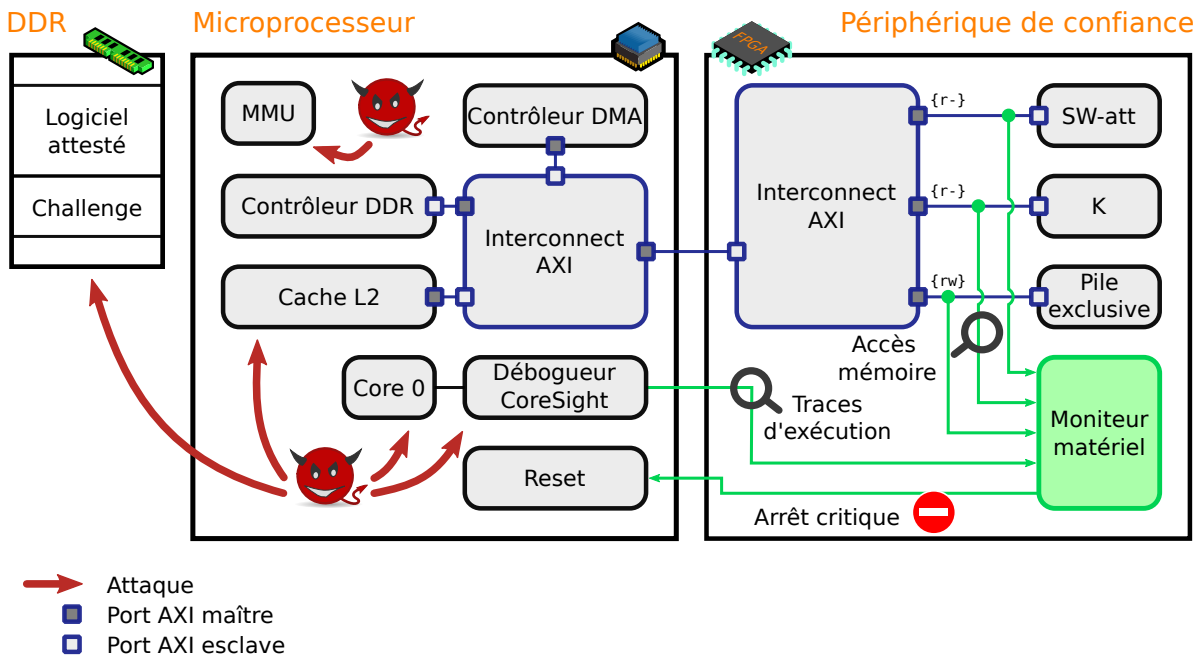 DDR
Microprocesseur
Périphérique de confiance
FPGA
Logiciel
attesté
Challenge
MMU
Contrôleur DMA
Contrôleur DDR
Interconnect
AXI
Cache L2
Core 0
Débogueur
CoreSight
Reset
Interconnect
AXI
{r-}
SW-att
{r-}
K
{rw}
Pile
exclusive
Accès
mémoire
Traces
d'exécution
Moniteur
matériel
Arrêt critique
Attaque
Port AXI maître
Port AXI esclave